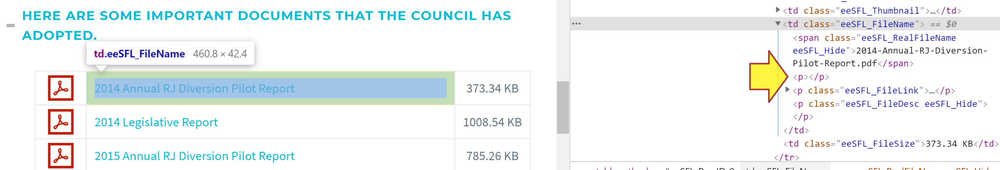 HERE ARE SOME IMPORTANT DOCUMENTS THAT THE COUNCIL HAS
ADOPTED.
td.eeSFL_FileName 460.8 × 42.4
2014 Annual RJ Diversion Pilot Report 373.34 KB
2014 Legislative Report 1008.54 KB
2015 Annual RJ Diversion Pilot Report 785.26 KB
<td class="eeSFL_Thumbnail">…</td>
<td class="eeSFL_FileName"> == $0
<span class="eeSFL_RealFileName
eeSFL_Hide">2014-Annual-RJ-Diversion-
Pilot-Report.pdf</span>
<p></p>
<p class="eeSFL_FileLink">…</p>
<p class="eeSFL_FileDesc eeSFL_Hide">
</p>
</td>
<td class="eeSFL_FileSize">373.34 KB</td>
</tr>